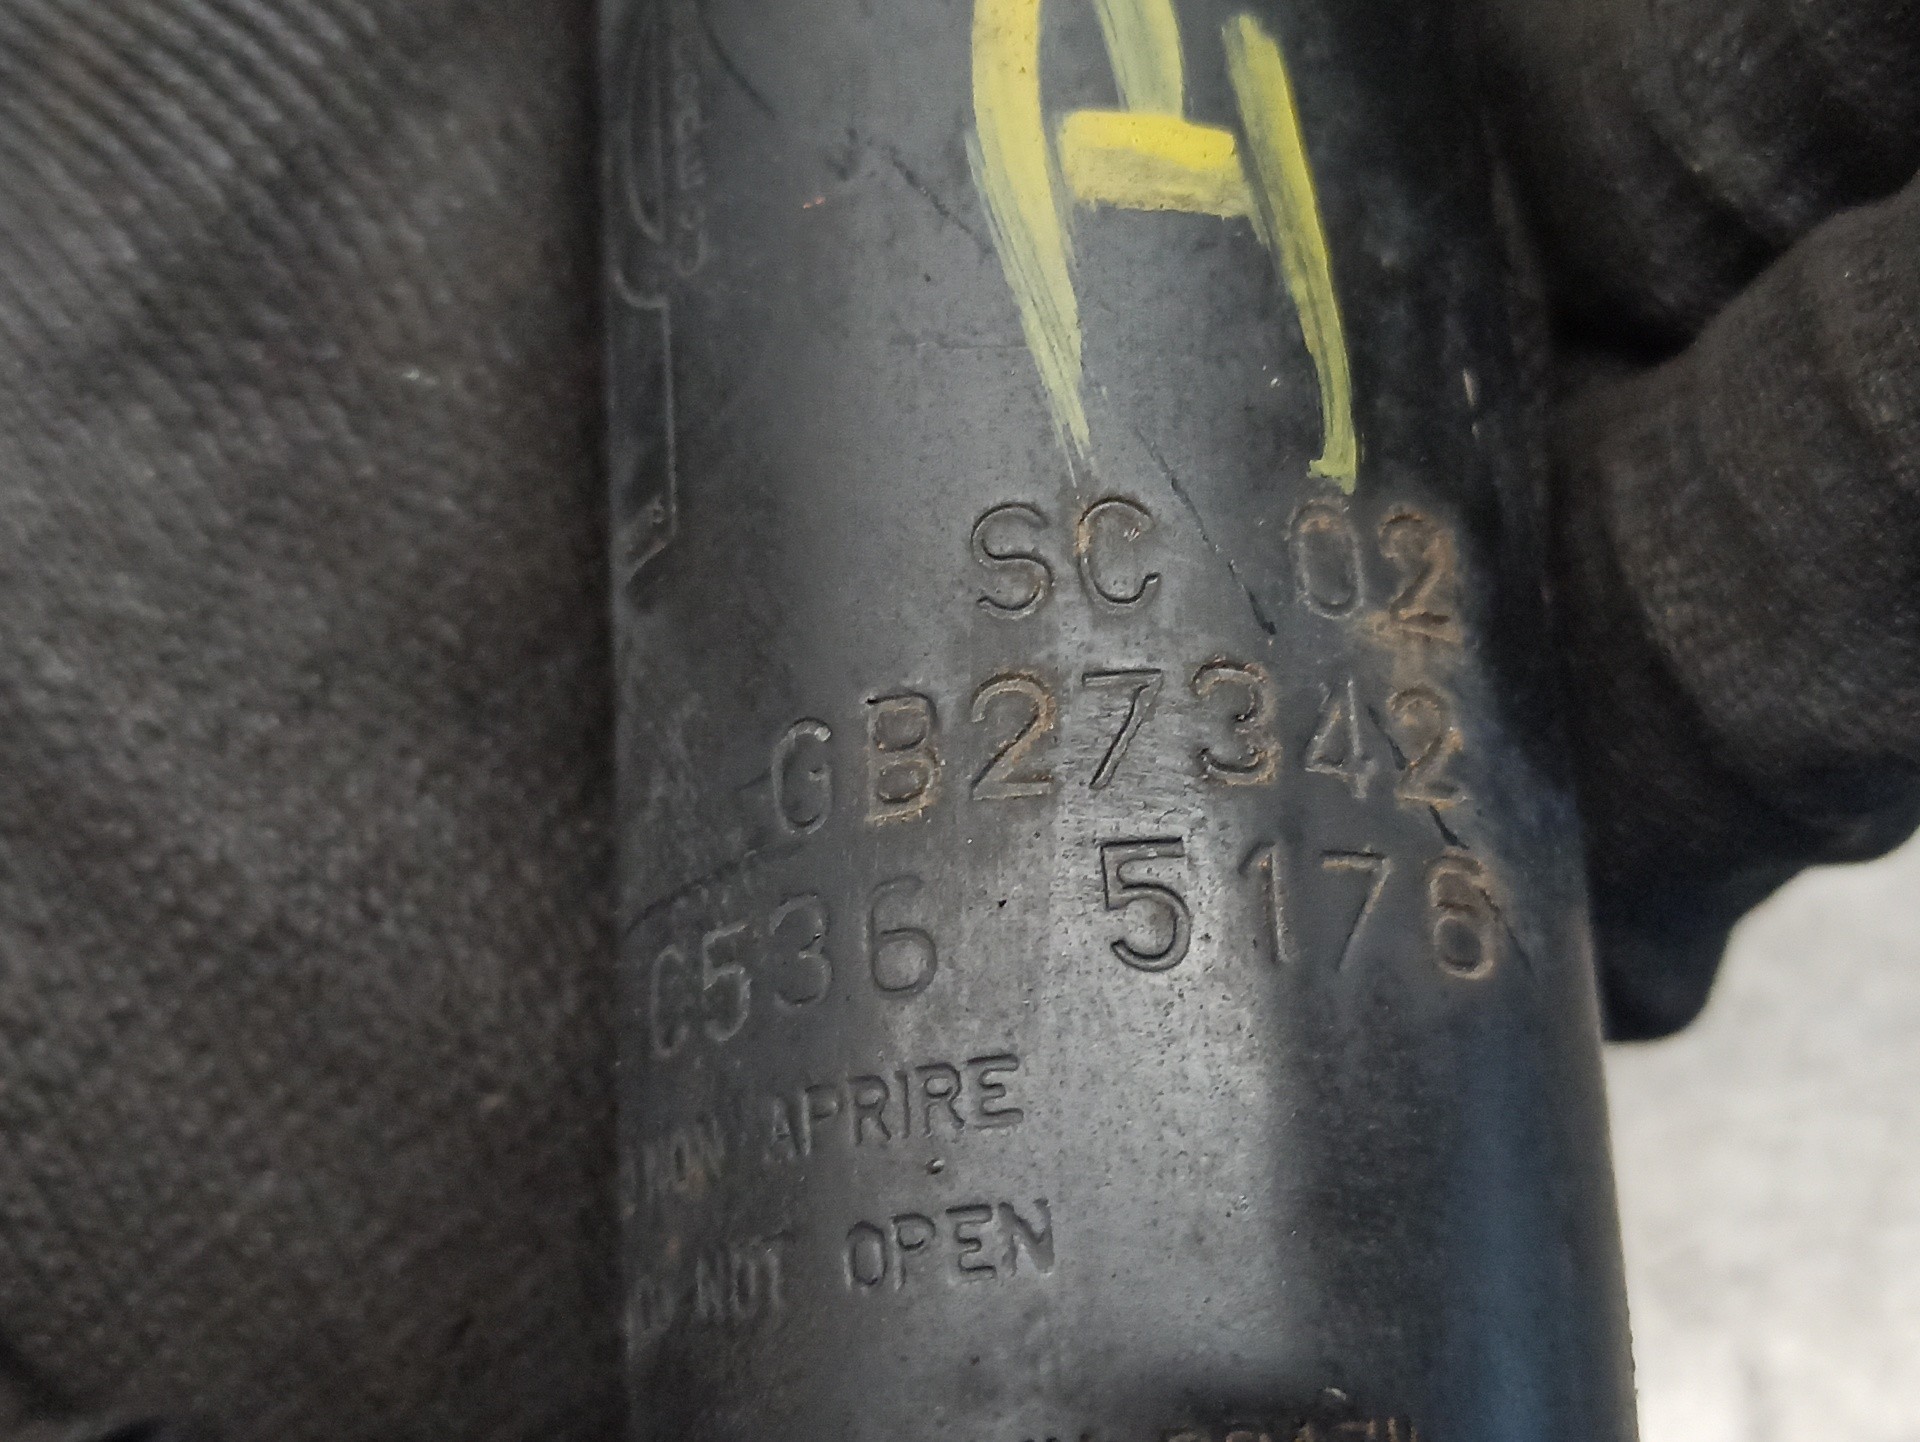 SC 02
GB27342
C536 5176
NON APRIRE
NOT OPEN